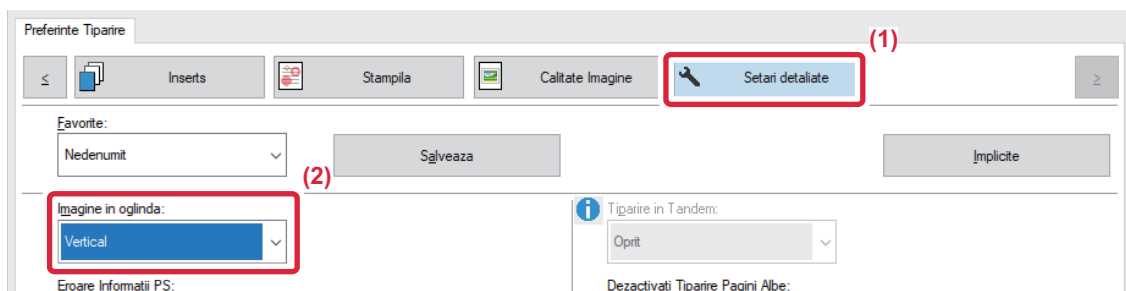 Preferinte Tiparire
(1)
< Inserts Stampila Calitate Imagine Setari detaliate >
Favorite:
Nedenumit Salveaza Implicite
(2)
Imagine in oglinda: Tiparire in Tandem:
Vertical Oprit
Eroare Informatii PS: Dezactivati Tiparire Pagini Albe: